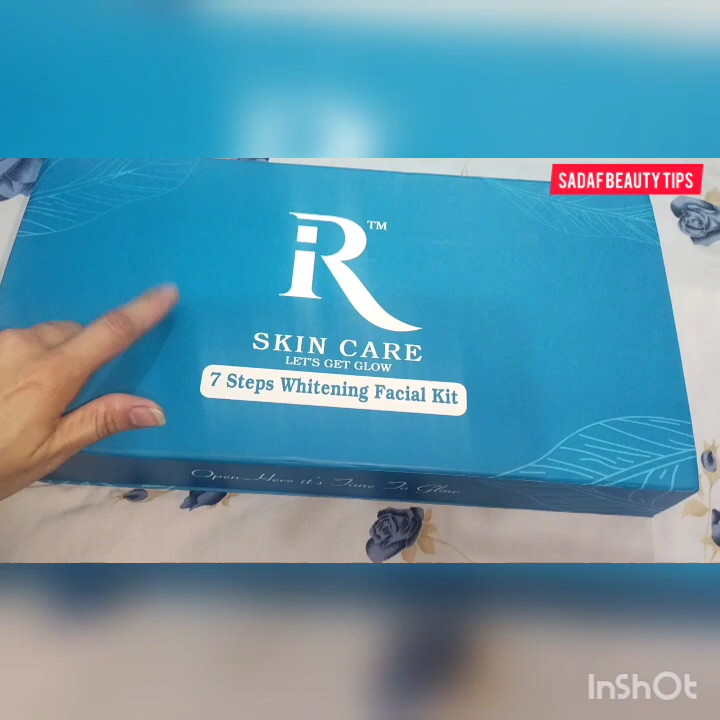 SADAF BEAUTY TIPS
iR™
SKIN CARE
LET'S GET GLOW
7 Steps Whitening Facial Kit
Open Here it's Time To Glow
InShOt